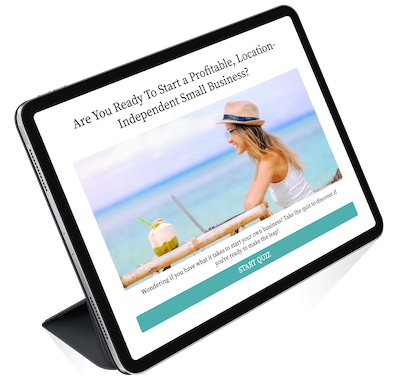 Are You Ready To Start a Profitable, Location-
Independent Small Business?
Wondering if you have what it takes to start your own business? Take the quiz to discover if
you're ready to make the leap!
START QUIZ